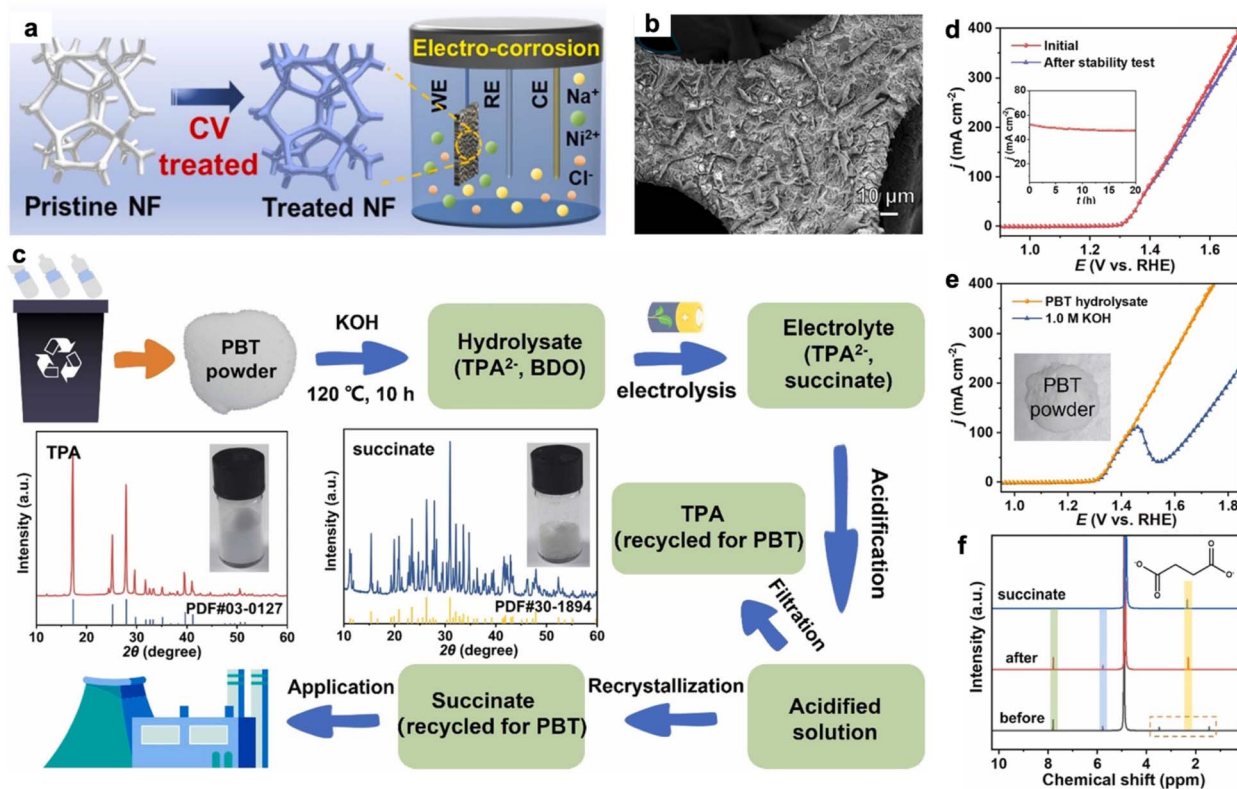 a
Pristine NF
CV
treated
Treated NF
Electro-corrosion
WE
RE
CE
Na⁺
Ni²⁺
Cl⁻
b
10 μm
d
Initial
After stability test
j (mA cm⁻²)
400
300
200
100
0
1.0
1.2
1.4
1.6
E (V vs. RHE)
j (mA cm⁻²)
80
60
40
20
0
5
10
15
20
t (h)
c
PBT
powder
KOH
120 ℃, 10 h
Hydrolysate
(TPA²⁻, BDO)
electrolysis
Electrolyte
(TPA²⁻,
succinate)
Acidification
TPA
Intensity (a.u.)
PDF#03-0127
10
20
30
40
50
60
2θ (degree)
succinate
Intensity (a.u.)
PDF#30-1894
10
20
30
40
50
60
2θ (degree)
TPA
(recycled for PBT)
Filtration
Acidified
solution
Recrystallization
Succinate
(recycled for PBT)
Application
e
PBT hydrolysate
1.0 M KOH
PBT
powder
j (mA cm⁻²)
400
300
200
100
0
1.0
1.2
1.4
1.6
1.8
E (V vs. RHE)
f
Intensity (a.u.)
succinate
after
before
O
O
⁻O
O⁻
10
8
6
4
2
0
Chemical shift (ppm)